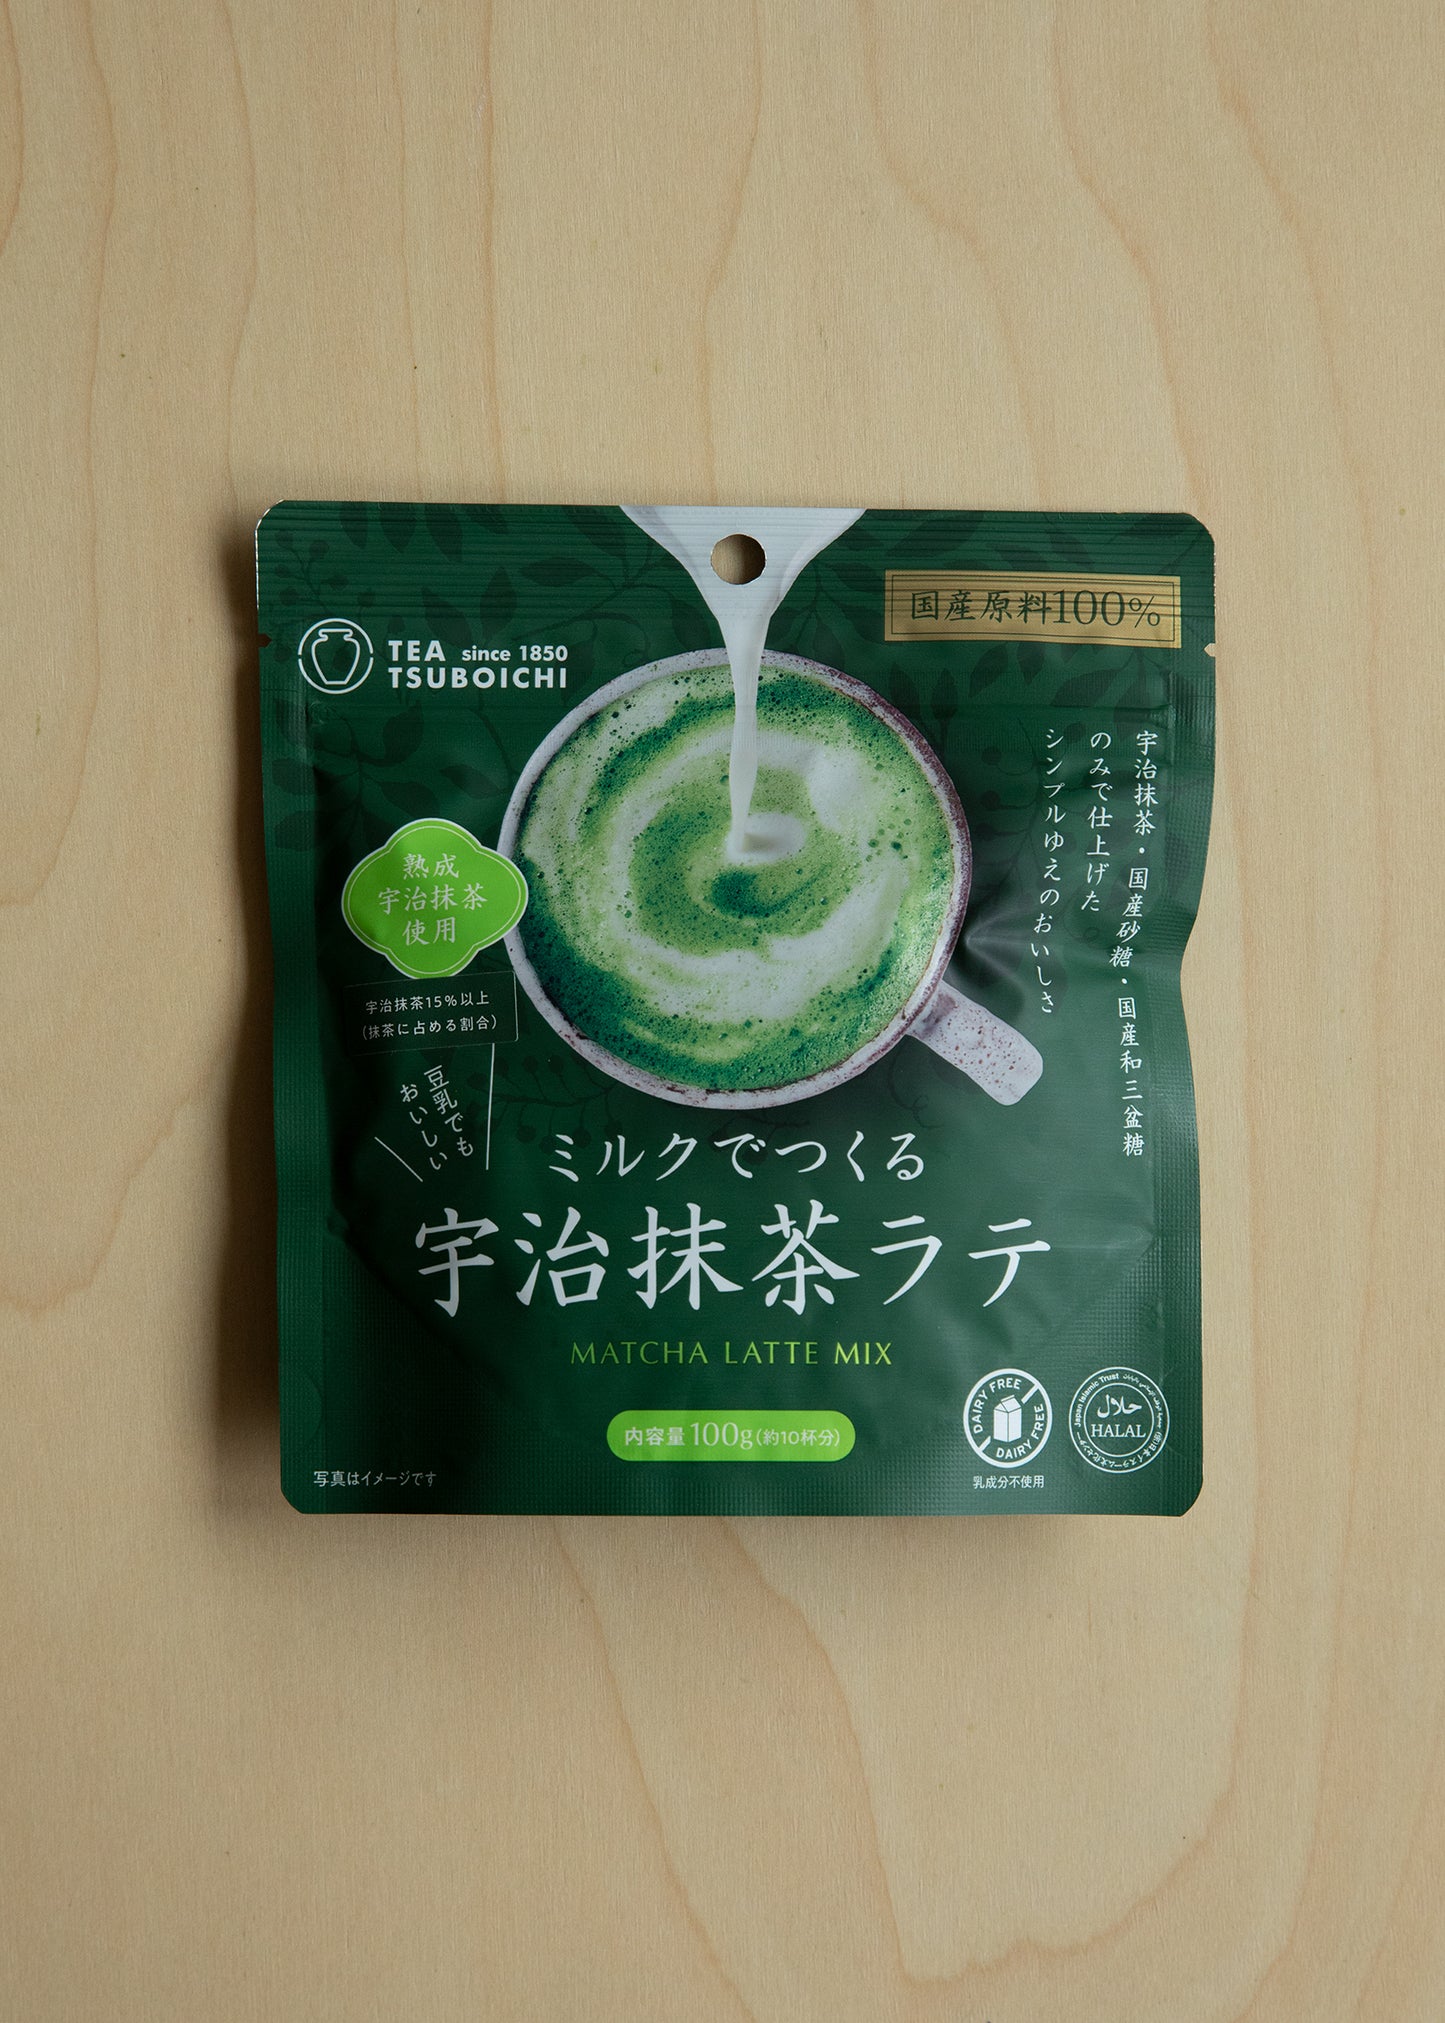 国産原料100%
TEA since 1850
TSUBOICHI
宇治抹茶・国産砂糖・国産和三盆糖
のみで仕上げた
シンプルゆえのおいしさ
熟成
宇治抹茶
使用
宇治抹茶15%以上
(抹茶に占める割合)
豆乳でも
おいしい
ミルクでつくる
宇治抹茶ラテ
MATCHA LATTE MIX
内容量100g(約10杯分)
DAIRY FREE
DAIRY FREE
乳成分不使用
Japan Islamic Trust
حلال
HALAL
写真はイメージです